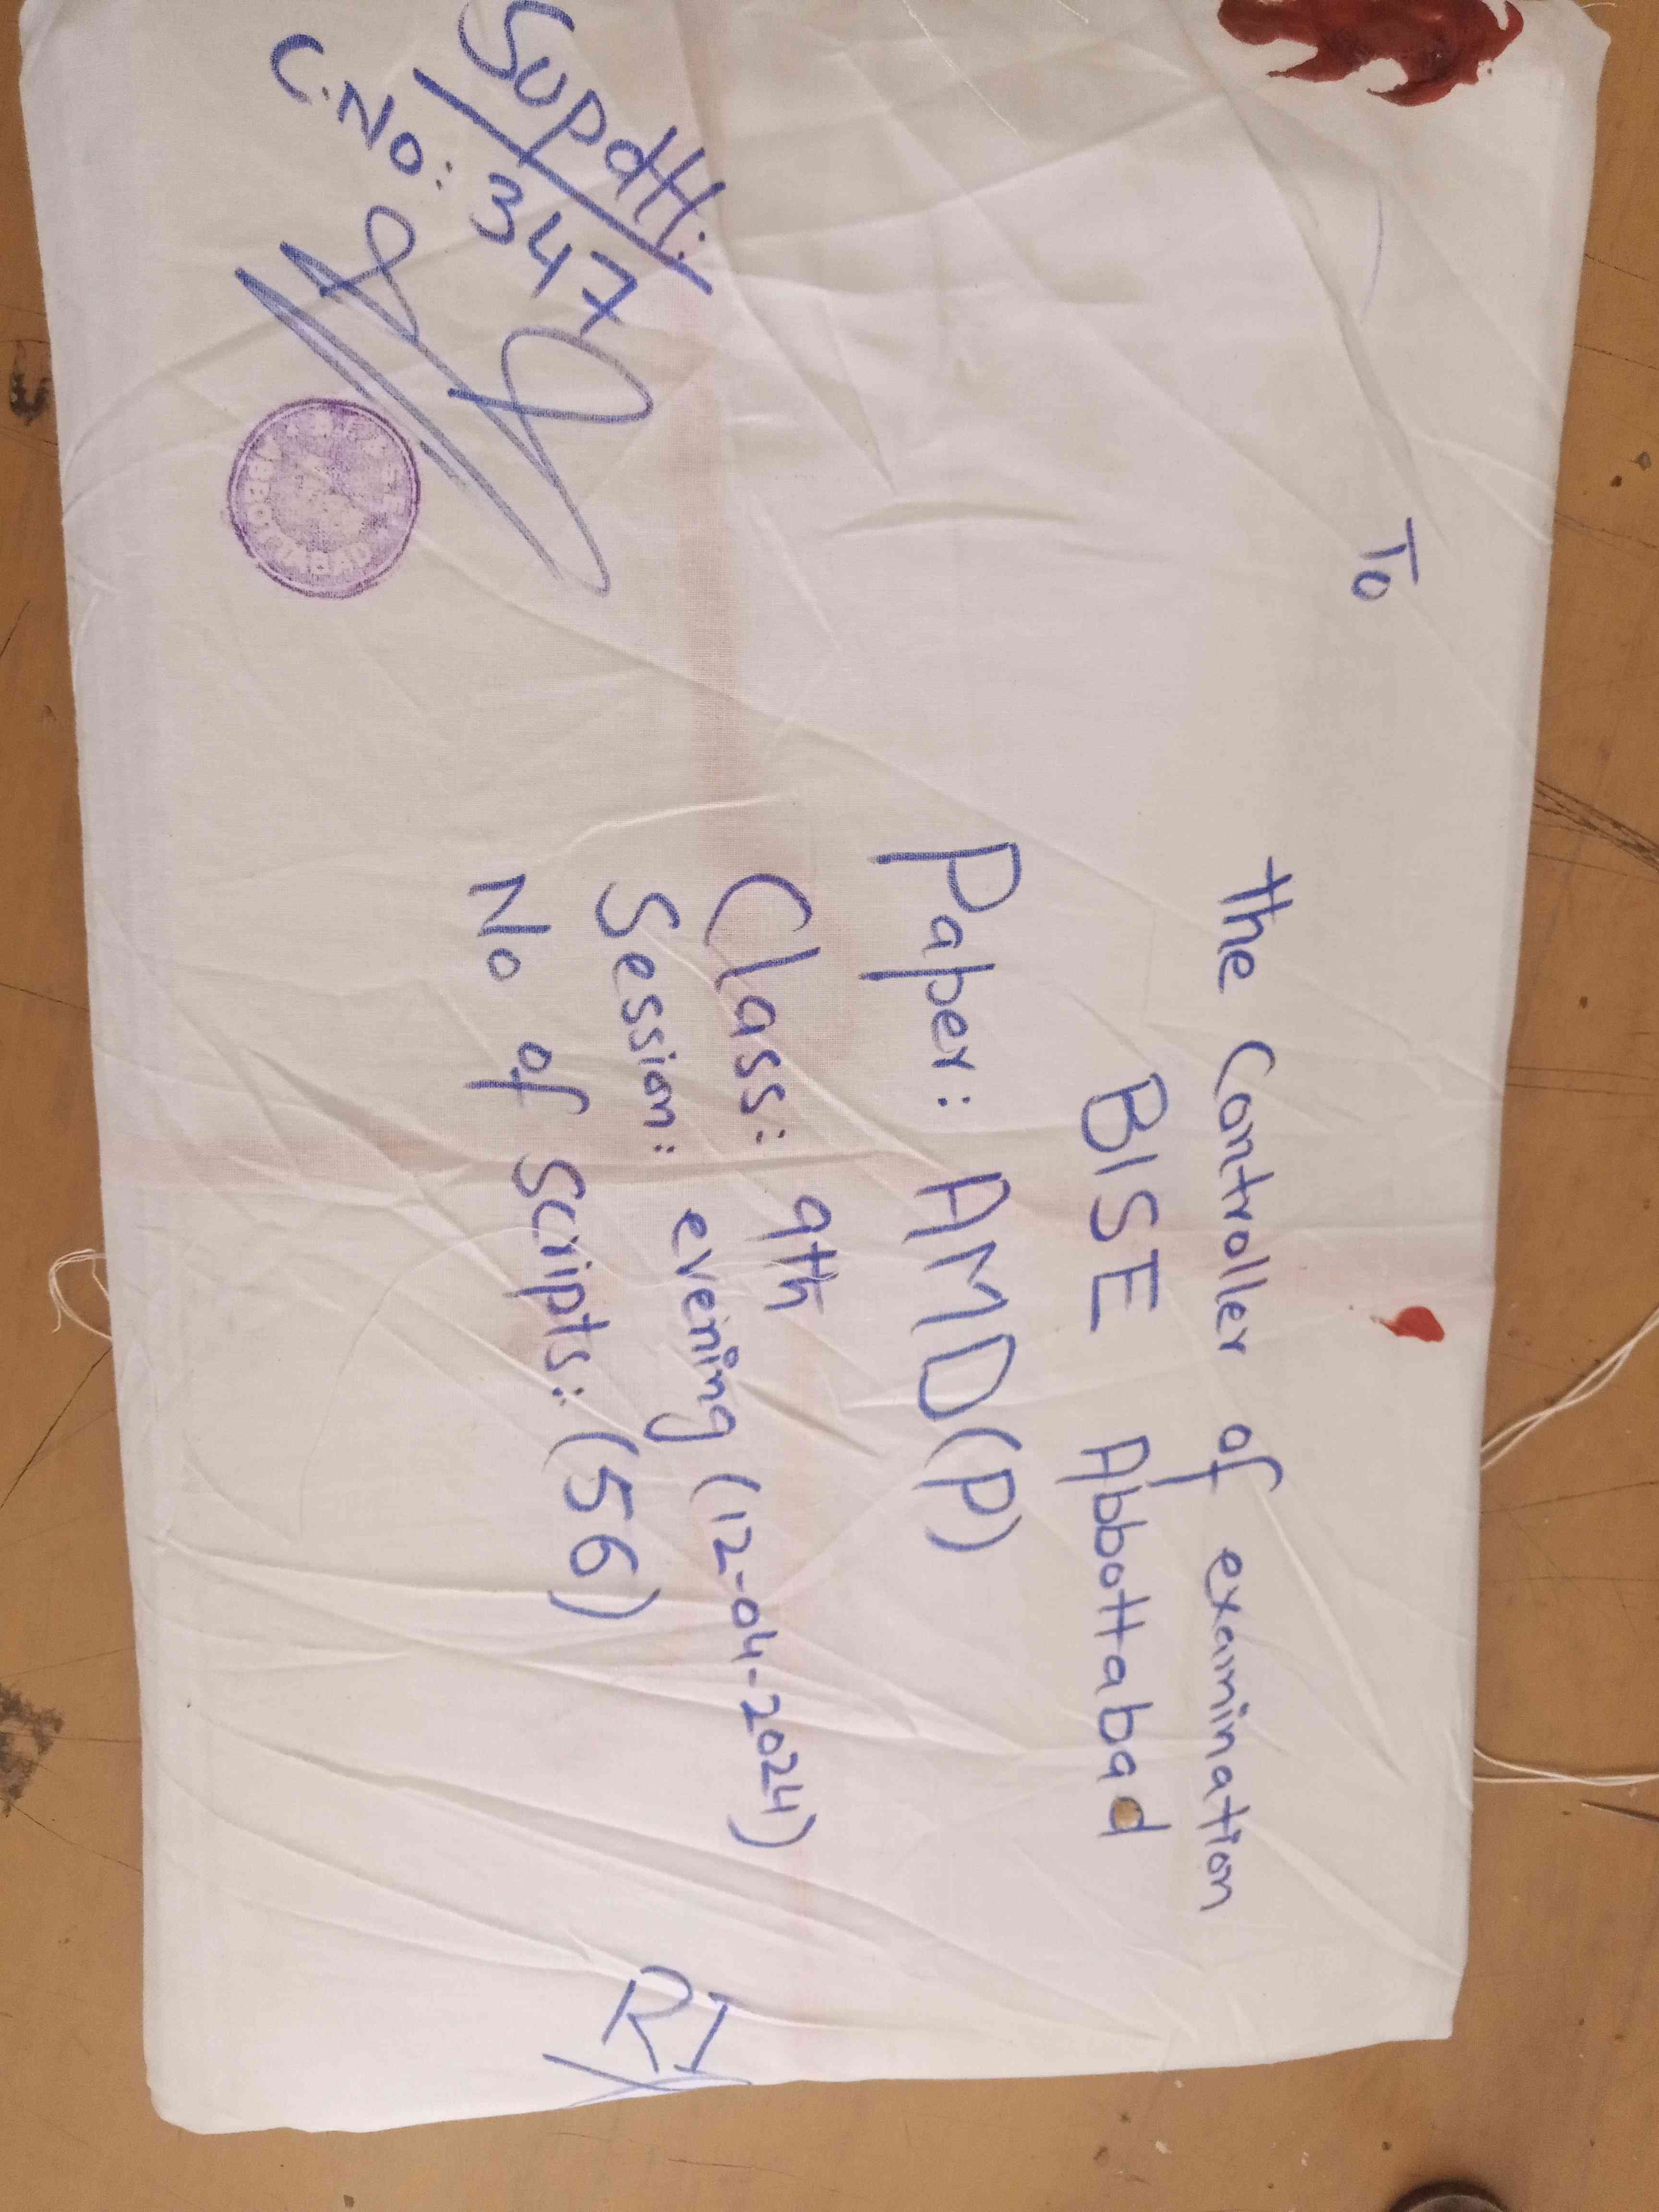 To
the Controller of examination
BISE Abbottabad
Paper: AMD(P)
Class: 9th
Session: evening (12-04-2024)
No of Scripts: (56)
Supdtt:
C.No: 347
ABBOTTABAD
RI